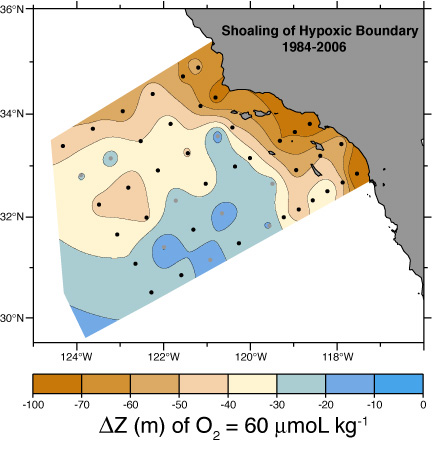 Shoaling of Hypoxic Boundary
1984-2006
36°N
34°N
32°N
30°N
124°W 122°W 120°W 118°W
-100 -70 -60 -50 -40 -30 -20 -10 0
ΔZ (m) of O₂ = 60 μmoL kg⁻¹